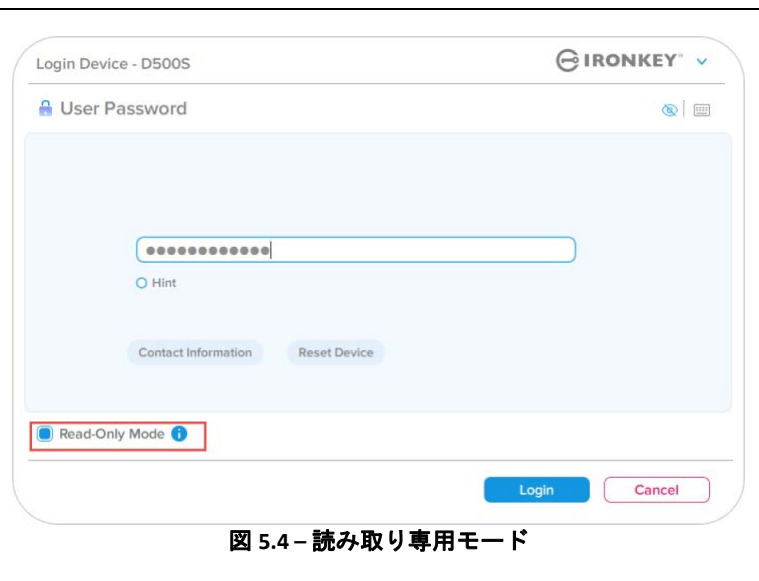 Login Device - D500S
IRONKEY™
User Password
●●●●●●●●●●●●
Hint
Contact Information Reset Device
Read-Only Mode
Login Cancel
図 5.4 – 読み取り専用モード